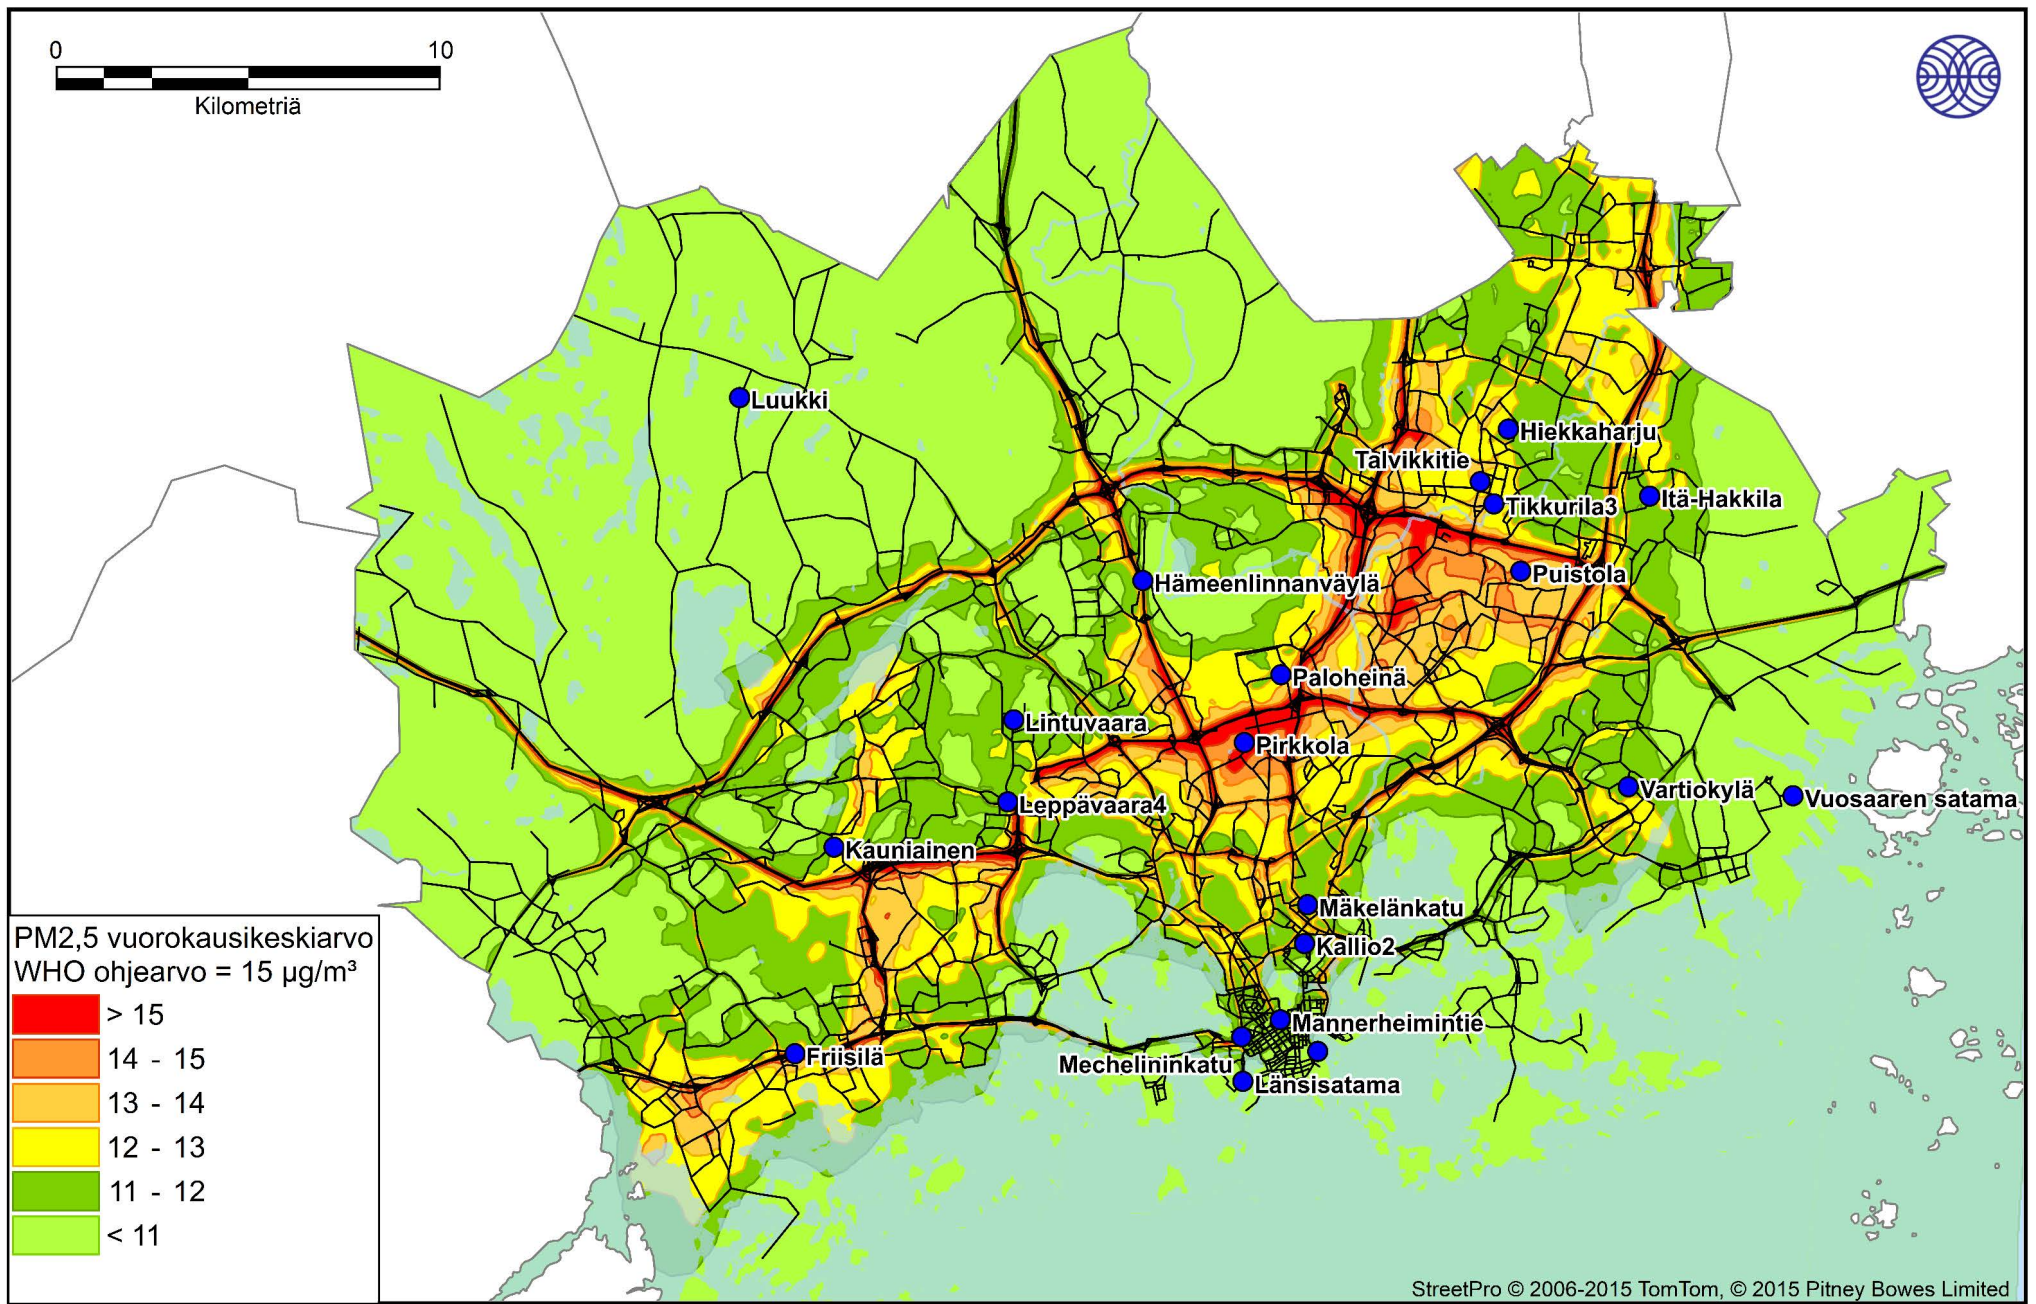 0 10
Kilometriä
Luukki
Hiekkaharju
Talvikkitie
Tikkurila3
Itä-Hakkila
Puistola
Hämeenlinnanväylä
Paloheinä
Lintuvaara
Pirkkola
Leppävaara4
Vartiokylä
Vuosaaren satama
Kauniainen
Mäkelänkatu
Kallio2
Mannerheimintie
Friisilä
Mechelininkatu
Länsisatama
PM2,5 vuorokausikeskiarvo
WHO ohjearvo = 15 µg/m³
> 15
14 - 15
13 - 14
12 - 13
11 - 12
< 11
StreetPro © 2006-2015 TomTom, © 2015 Pitney Bowes Limited